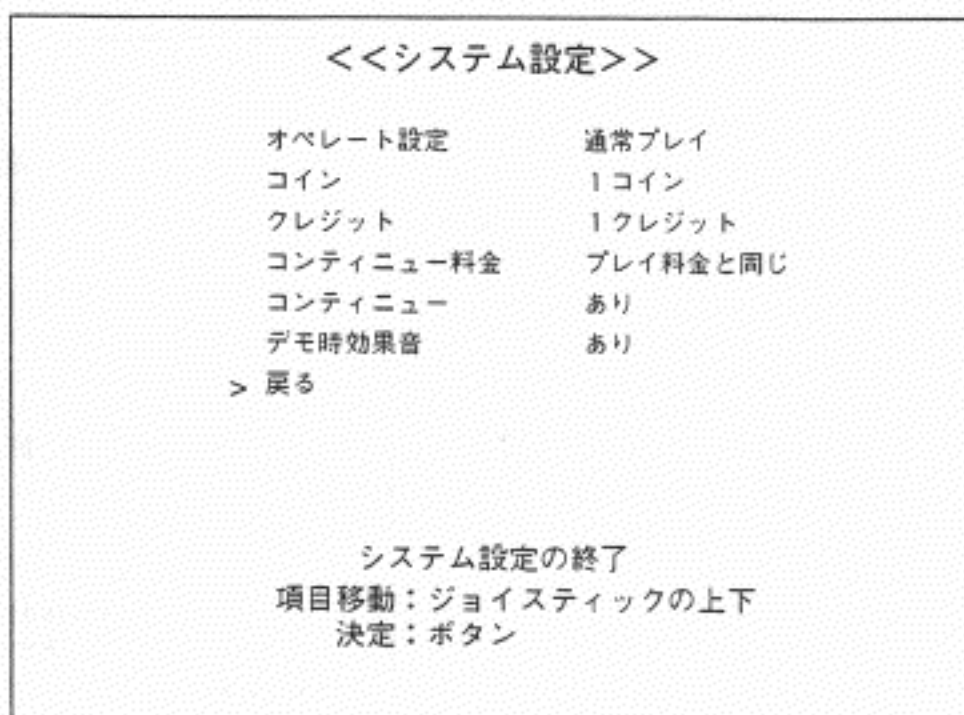 ＜＜システム設定＞＞
オペレート設定　通常プレイ
コイン　1コイン
クレジット　1クレジット
コンティニュー料金　プレイ料金と同じ
コンティニュー　あり
デモ時効果音　あり
> 戻る
システム設定の終了
項目移動：ジョイスティックの上下
決定：ボタン